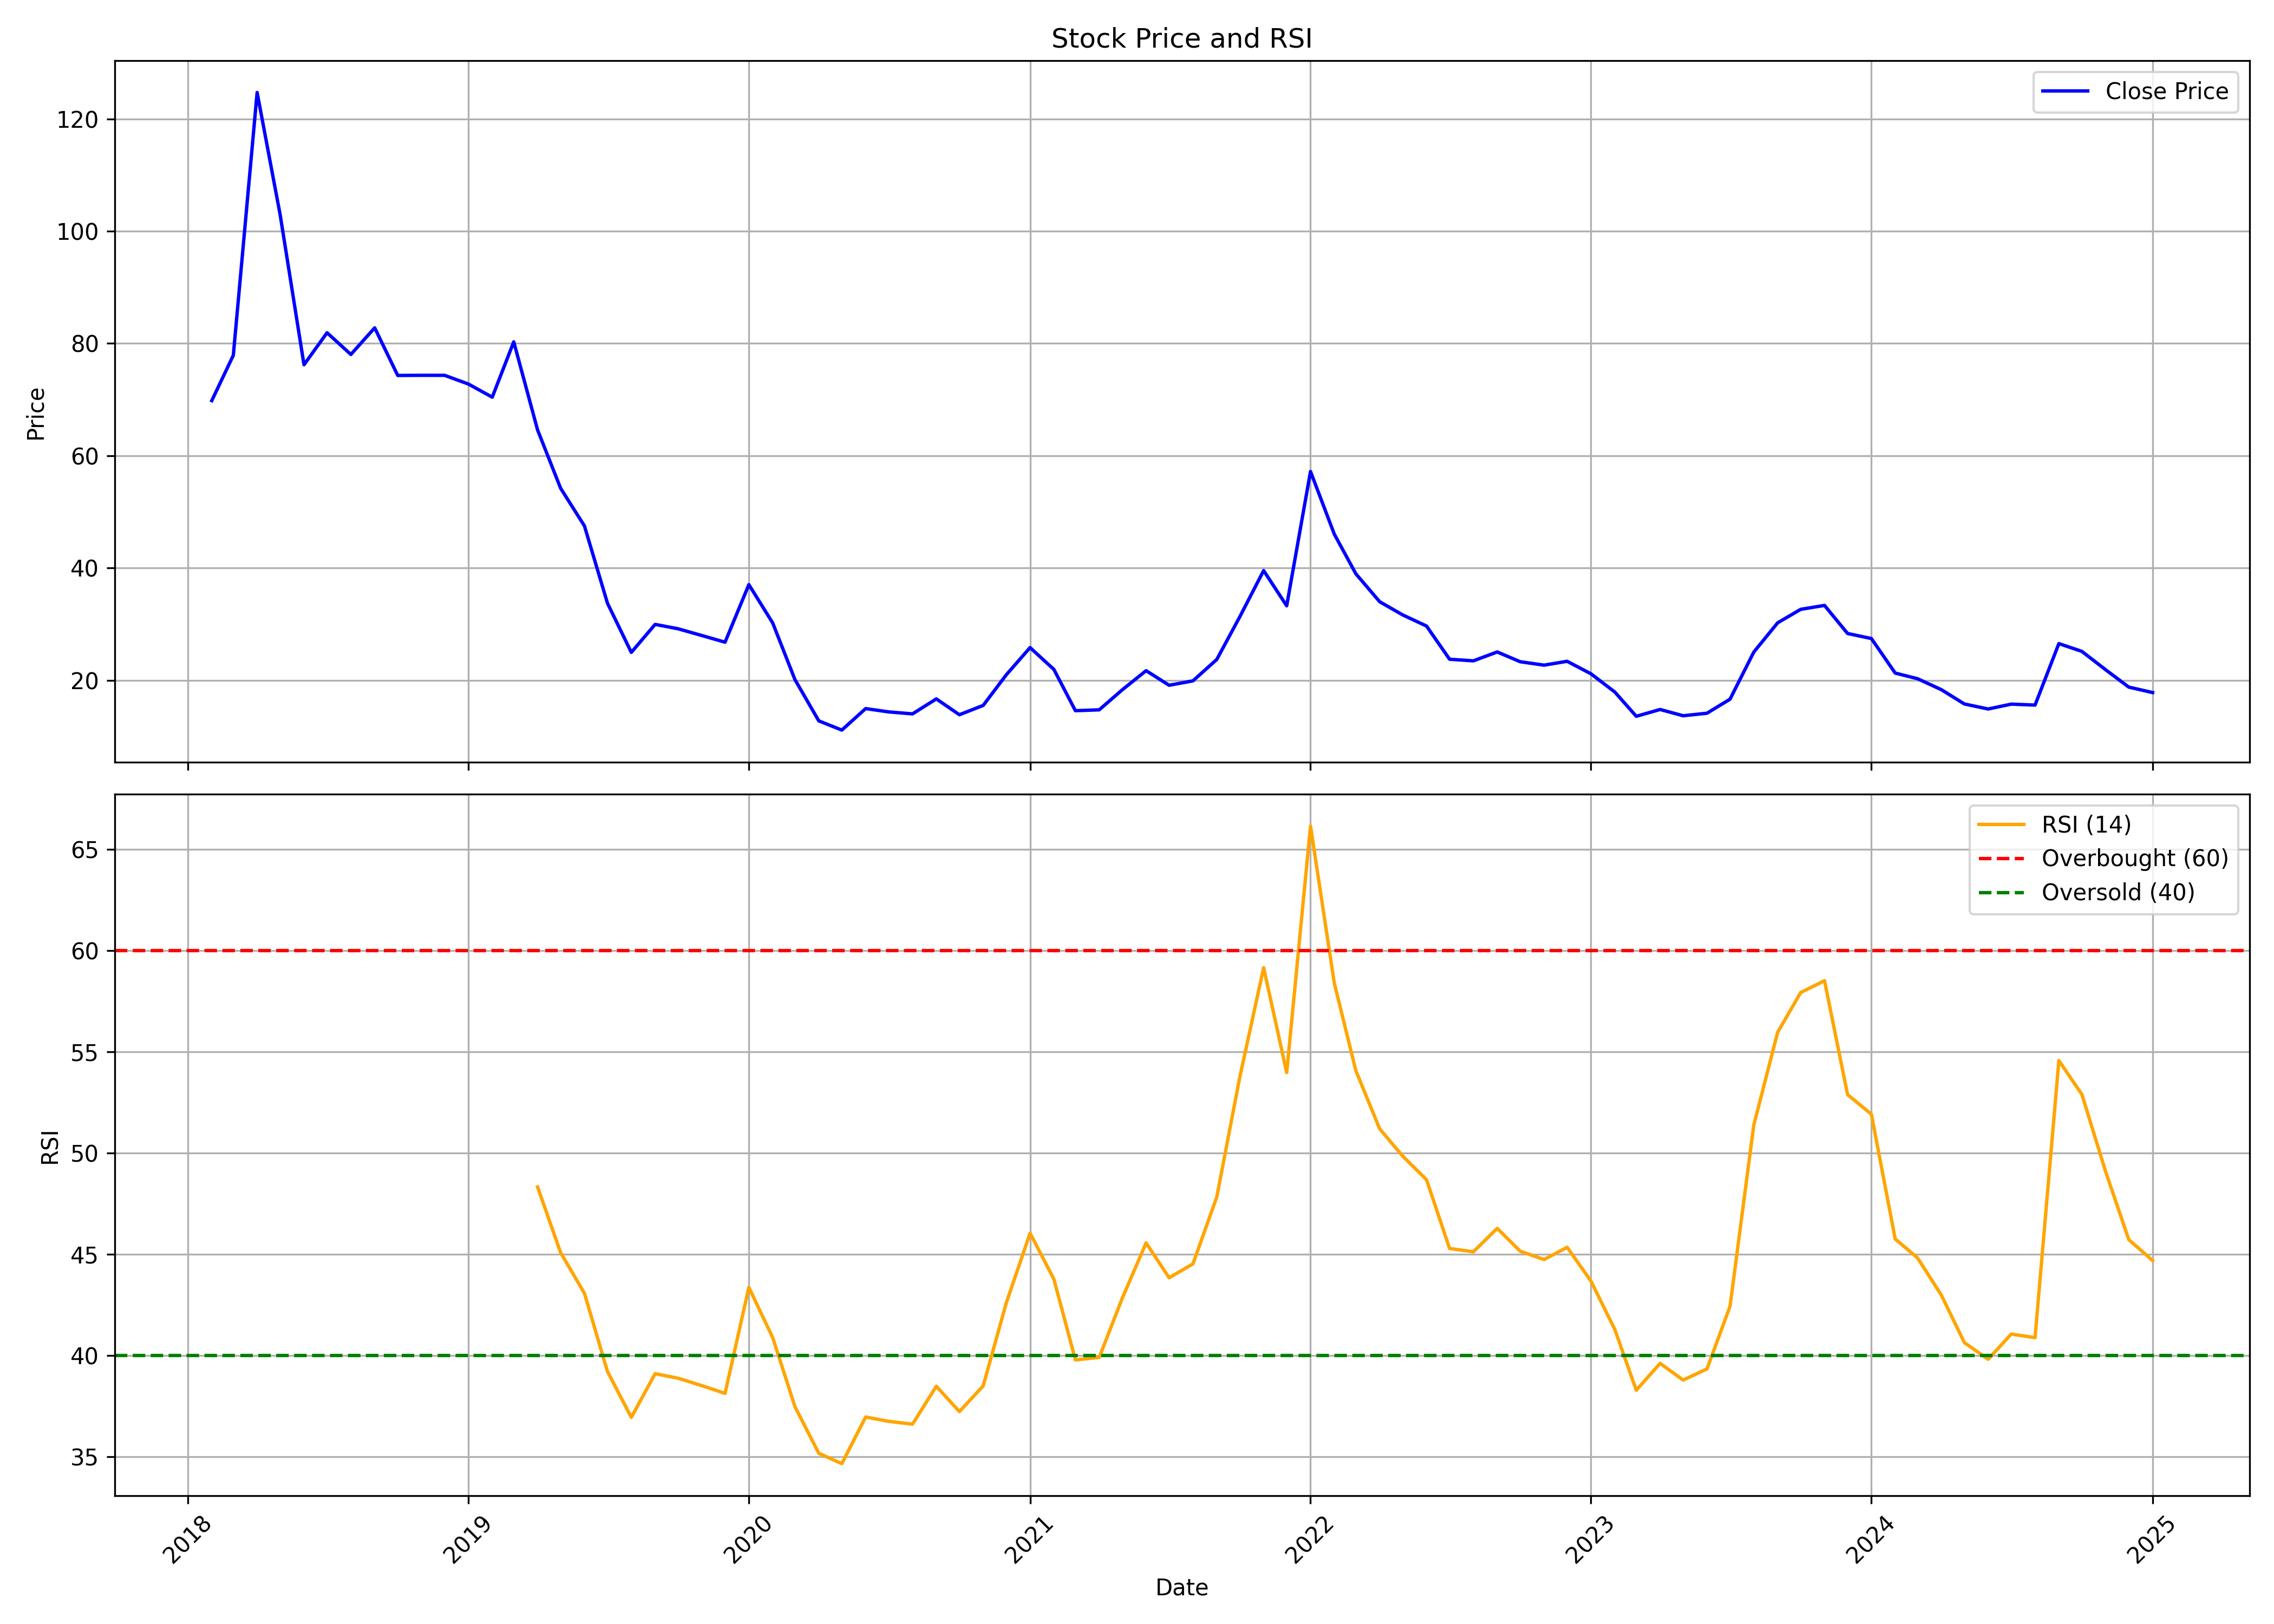 Stock Price and RSI
Close Price
120
100
80
60
40
20
Price
RSI (14)
Overbought (60)
Oversold (40)
65
60
55
50
45
40
35
RSI
2018
2019
2020
2021
2022
2023
2024
2025
Date